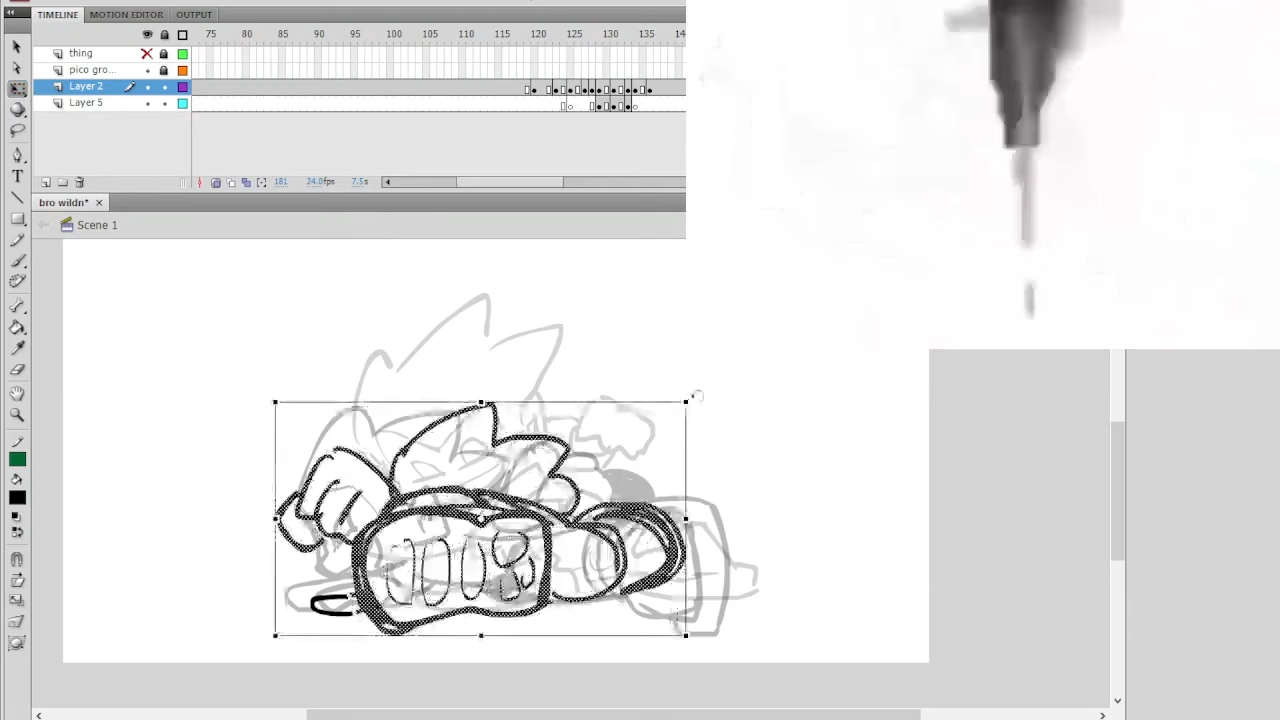 TIMELINE MOTION EDITOR OUTPUT
75 80 85 90 95 100 105 110 115 120 125 130 135 14
thing
pico gro...
Layer 2
Layer 5
181 24.0fps 7.5s
bro wildn* ×
Scene 1